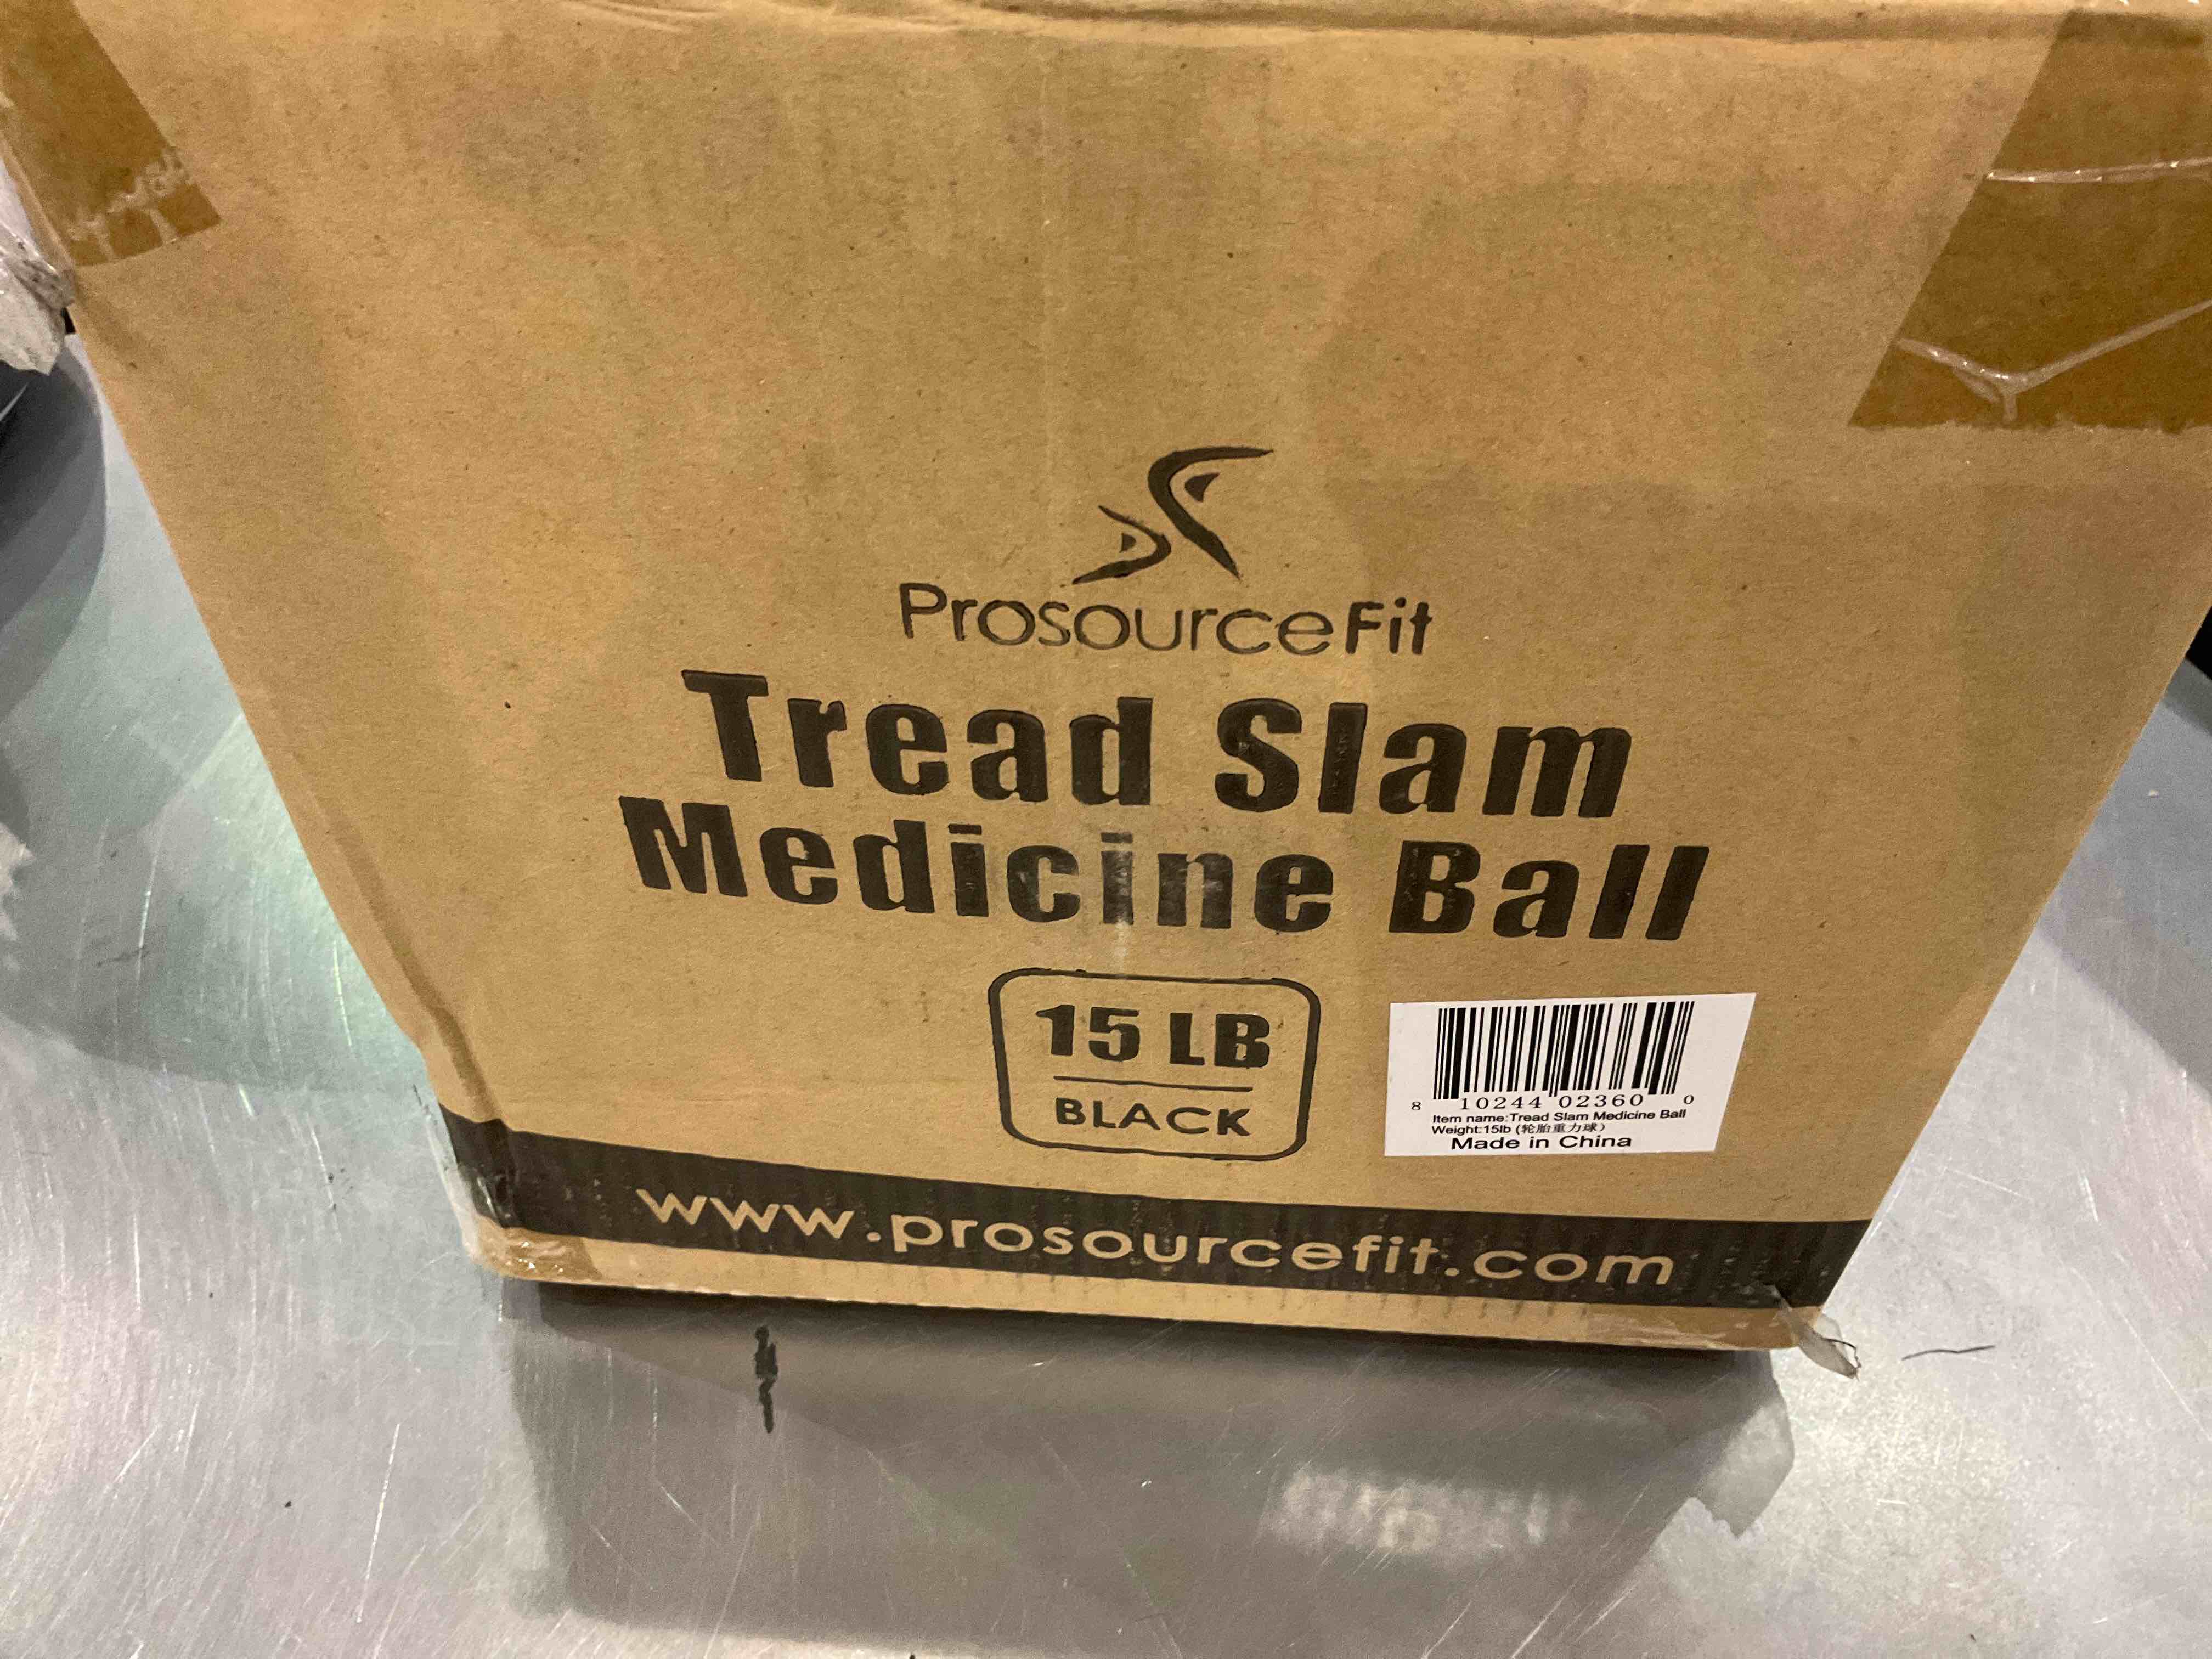 ProsourceFit
Tread Slam
Medicine Ball
15 LB
BLACK
8 10244 02360 0
Item name:Tread Slam Medicine Ball
Weight:15lb (轮胎重力球)
Made in China
www.prosourcefit.com